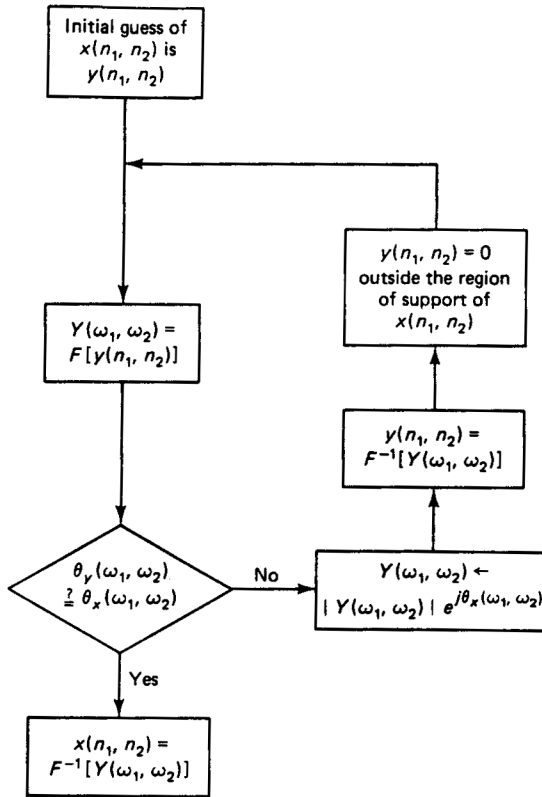 Initial guess of
x(n₁, n₂) is
y(n₁, n₂)
y(n₁, n₂) = 0
outside the region
of support of
x(n₁, n₂)
Y(ω₁, ω₂) =
F[y(n₁, n₂)]
y(n₁, n₂) =
F⁻¹[Y(ω₁, ω₂)]
θy(ω₁, ω₂)
≟ θx(ω₁, ω₂)
No
Y(ω₁, ω₂) ←
| Y(ω₁, ω₂) | e^{jθx(ω₁, ω₂)}
Yes
x(n₁, n₂) =
F⁻¹[Y(ω₁, ω₂)]